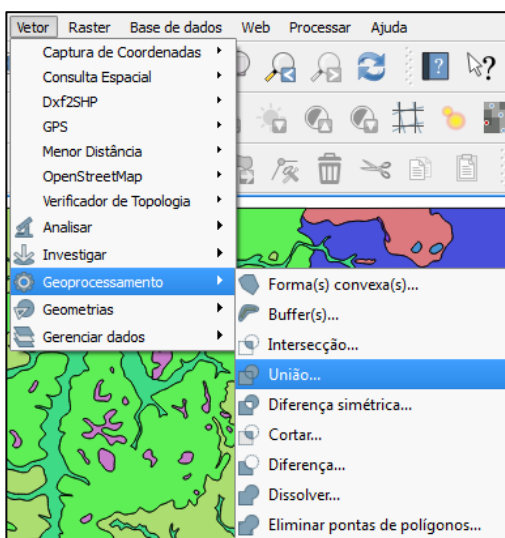 Vetor Raster Base de dados Web Processar Ajuda
Captura de Coordenadas
Consulta Espacial
Dxf2SHP
GPS
Menor Distância
OpenStreetMap
Verificador de Topologia
Analisar
Investigar
Geoprocessamento
Geometrias
Gerenciar dados
Forma(s) convexa(s)...
Buffer(s)...
Intersecção...
União...
Diferença simétrica...
Cortar...
Diferença...
Dissolver...
Eliminar pontas de polígonos...